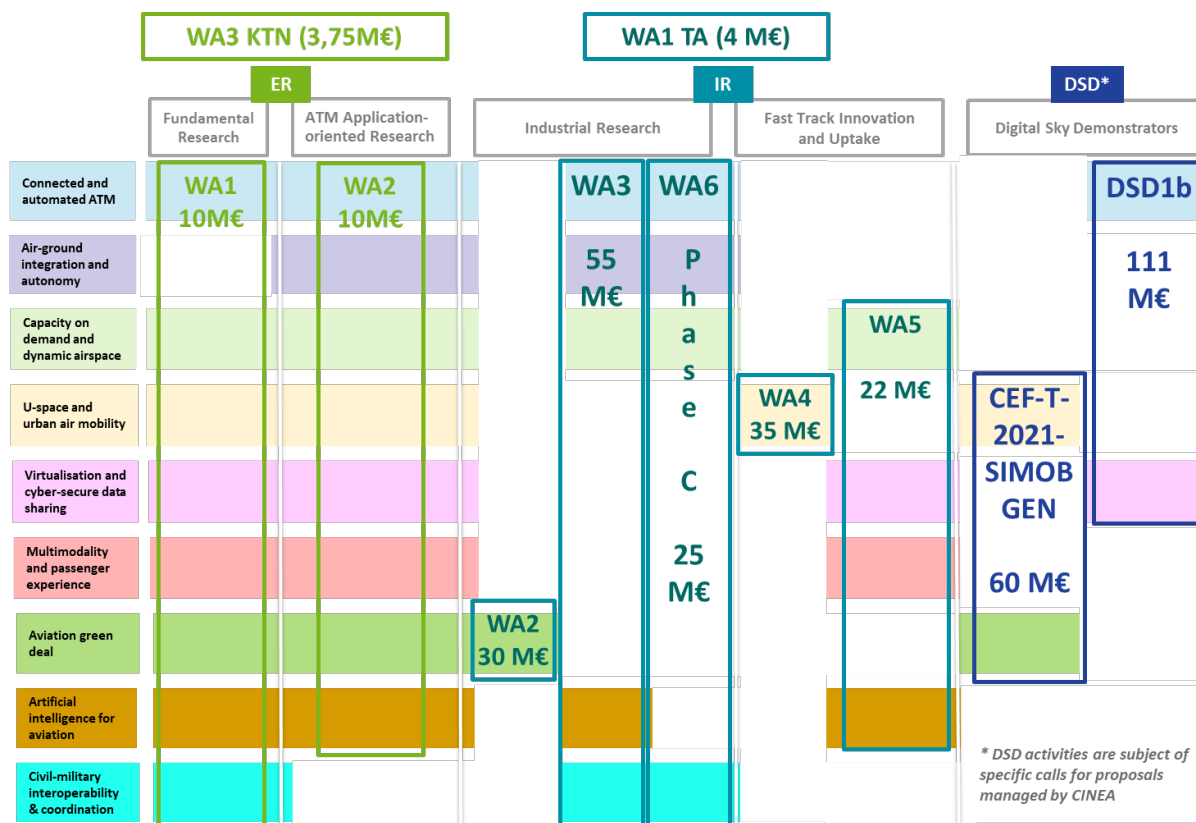 WA3 KTN (3,75M€)
WA1 TA (4 M€)
ER
IR
DSD*
Fundamental
Research
ATM Application-
oriented Research
Industrial Research
Fast Track Innovation
and Uptake
Digital Sky Demonstrators
Connected and
automated ATM
WA1
10M€
WA2
10M€
WA3
55
M€
WA6
P
h
a
s
e
C
25
M€
DSD1b
111
M€
Air-ground
integration and
autonomy
Capacity on
demand and
dynamic airspace
WA5
22 M€
U-space and
urban air mobility
WA4
35 M€
CEF-T-
2021-
SIMOB
GEN
60 M€
Virtualisation and
cyber-secure data
sharing
Multimodality
and passenger
experience
Aviation green
deal
WA2
30 M€
Artificial
intelligence for
aviation
Civil-military
interoperability
& coordination
* DSD activities are subject of
specific calls for proposals
managed by CINEA